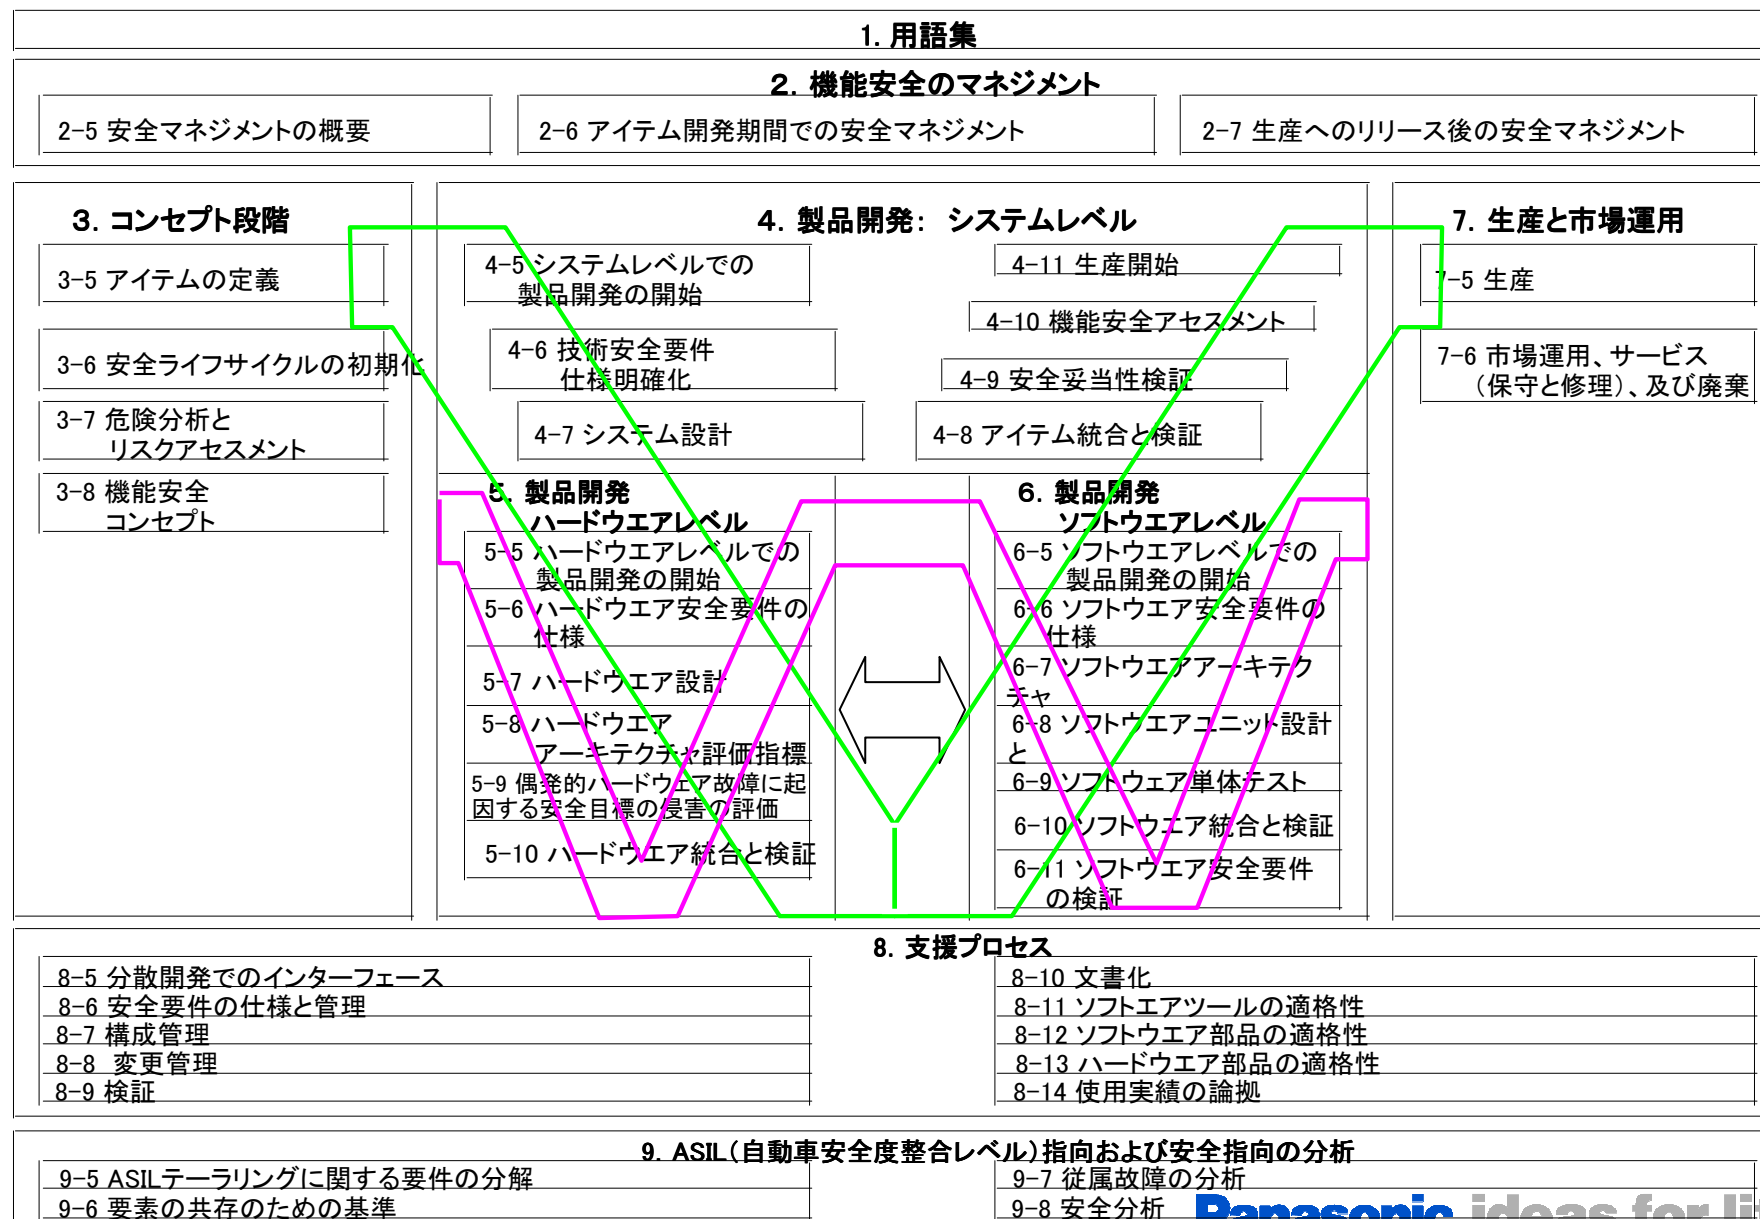 1. 用語集
2. 機能安全のマネジメント
2-5 安全マネジメントの概要
2-6 アイテム開発期間での安全マネジメント
2-7 生産へのリリース後の安全マネジメント
3. コンセプト段階
3-5 アイテムの定義
3-6 安全ライフサイクルの初期化
3-7 危険分析と
リスクアセスメント
3-8 機能安全
コンセプト
4. 製品開発: システムレベル
4-5 システムレベルでの
製品開発の開始
4-6 技術安全要件
仕様明確化
4-7 システム設計
4-11 生産開始
4-10 機能安全アセスメント
4-9 安全妥当性検証
4-8 アイテム統合と検証
7. 生産と市場運用
7-5 生産
7-6 市場運用、サービス
(保守と修理)、及び廃棄
5. 製品開発
ハードウエアレベル
5-5 ハードウエアレベルでの
製品開発の開始
5-6 ハードウエア安全要件の
仕様
5-7 ハードウエア設計
5-8 ハードウエア
アーキテクチャ評価指標
5-9 偶発的ハードウェア故障に起
因する安全目標の侵害の評価
5-10 ハードウエア統合と検証
6. 製品開発
ソフトウエアレベル
6-5 ソフトウエアレベルでの
製品開発の開始
6-6 ソフトウエア安全要件の
仕様
6-7 ソフトウエアアーキテク
チャ
6-8 ソフトウエアユニット設計
と
6-9 ソフトウェア単体テスト
6-10 ソフトウエア統合と検証
6-11 ソフトウエア安全要件
の検証
8. 支援プロセス
8-5 分散開発でのインターフェース
8-6 安全要件の仕様と管理
8-7 構成管理
8-8 変更管理
8-9 検証
8-10 文書化
8-11 ソフトエアツールの適格性
8-12 ソフトウエア部品の適格性
8-13 ハードウエア部品の適格性
8-14 使用実績の論拠
9. ASIL(自動車安全度整合レベル)指向および安全指向の分析
9-5 ASILテーラリングに関する要件の分解
9-6 要素の共存のための基準
9-7 従属故障の分析
9-8 安全分析
Panasonic ideas for li